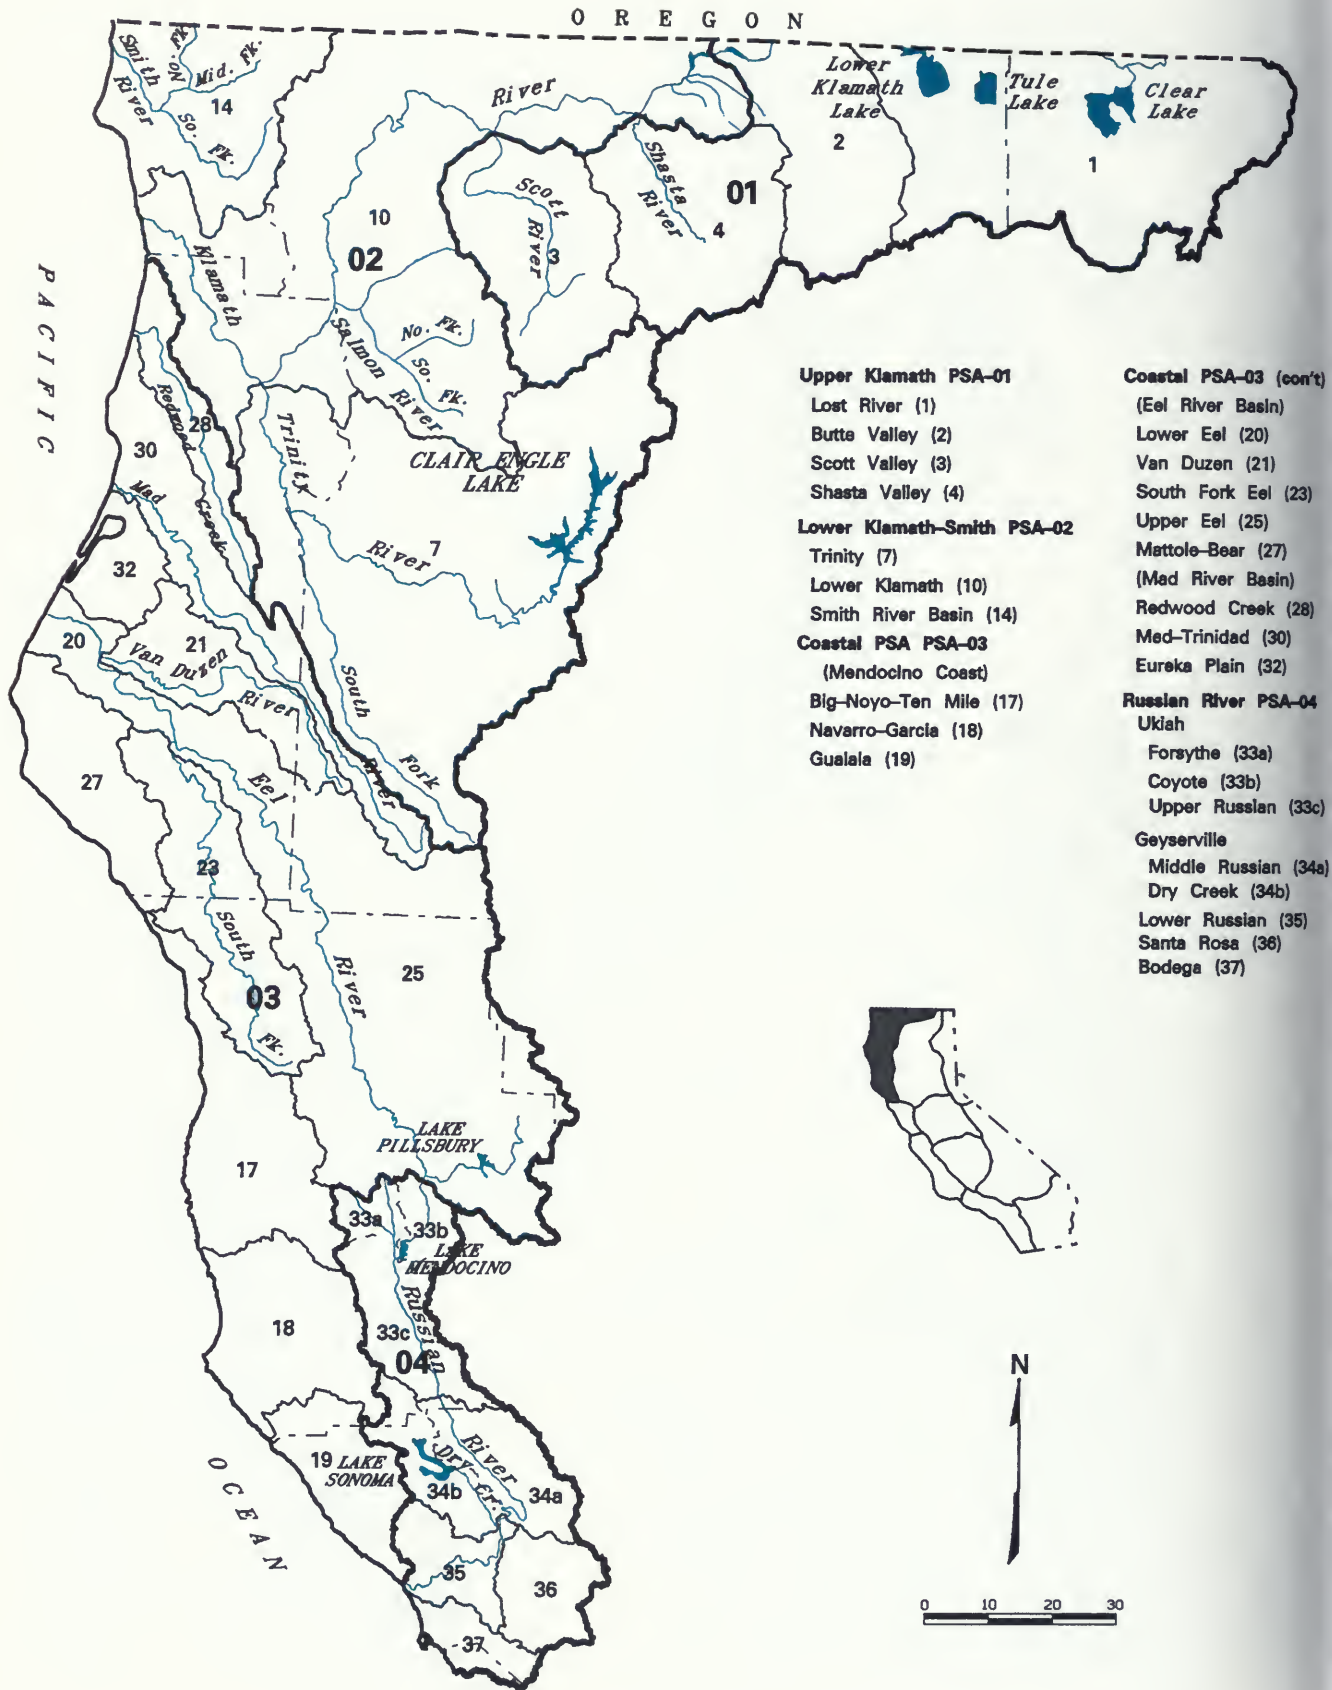 O R E G O N
Smith
River
No. Fk.
Mid. Fk.
14
So. Fk.
River
Lower
Klamath
Lake
Tule
Lake
Clear
Lake
2
1
Shasta
River
01
4
Scott
River
3
10
02
Klamath
No. Fk.
Salmon
River
So. Fk.
PACIFIC
Redwood
Creek
28
30
Trinity
River
CLAIR ENGLE
LAKE
7
Mad
River
32
20
21
Van Duzen
River
South
Fork
27
Eel
River
23
South
Fk.
03
25
LAKE
PILLSBURY
17
33a
33b
LAKE
MENDOCINO
Russian
River
33c
04
18
19
LAKE
SONOMA
Dry Cr.
34b
34a
35
36
37
OCEAN
Upper Klamath PSA-01
Lost River (1)
Butte Valley (2)
Scott Valley (3)
Shasta Valley (4)
Lower Klamath-Smith PSA-02
Trinity (7)
Lower Klamath (10)
Smith River Basin (14)
Coastal PSA PSA-03
(Mendocino Coast)
Big-Noyo-Ten Mile (17)
Navarro-Garcia (18)
Gualala (19)
Coastal PSA-03 (con't)
(Eel River Basin)
Lower Eel (20)
Van Duzen (21)
South Fork Eel (23)
Upper Eel (25)
Mattole-Bear (27)
(Mad River Basin)
Redwood Creek (28)
Mad-Trinidad (30)
Eureka Plain (32)
Russian River PSA-04
Ukiah
Forsythe (33a)
Coyote (33b)
Upper Russian (33c)
Geyserville
Middle Russian (34a)
Dry Creek (34b)
Lower Russian (35)
Santa Rosa (36)
Bodega (37)
N
0 10 20 30